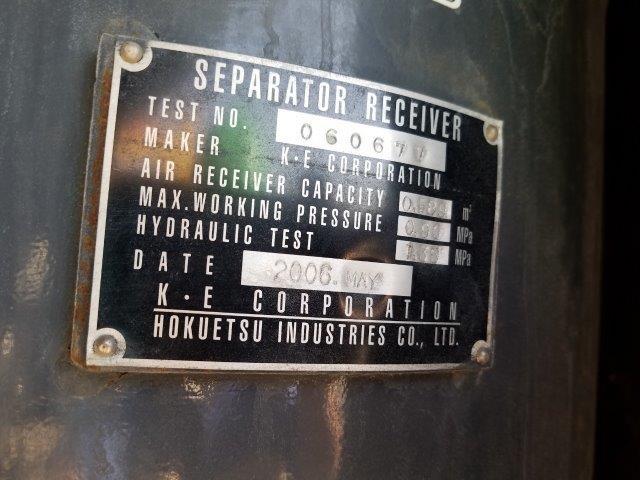 SEPARATOR RECEIVER
TEST NO.
MAKER K·E CORPORATION
AIR RECEIVER CAPACITY m³
MAX.WORKING PRESSURE MPa
HYDRAULIC TEST MPa
DATE 2006.MAY
K·E CORPORATION
HOKUETSU INDUSTRIES CO., LTD.